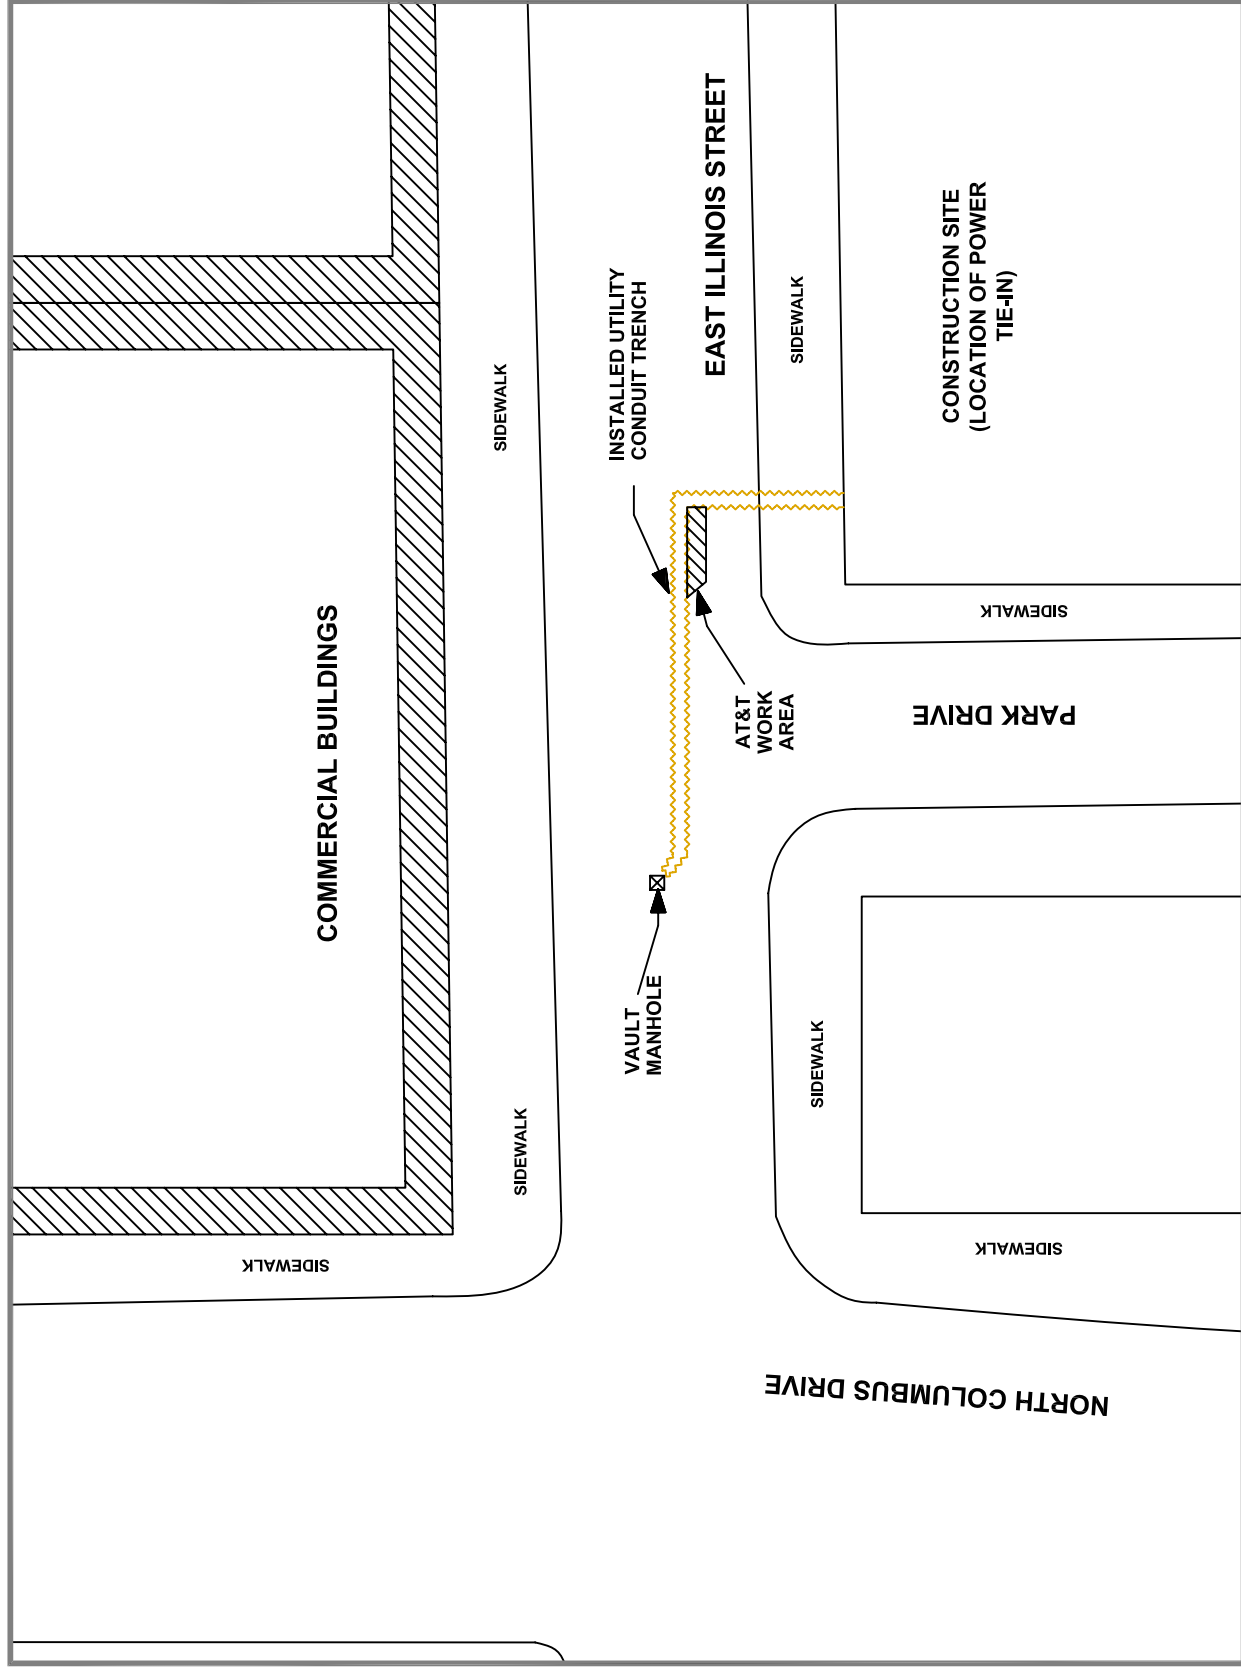 COMMERCIAL BUILDINGS
SIDEWALK
SIDEWALK
SIDEWALK
INSTALLED UTILITY
CONDUIT TRENCH
EAST ILLINOIS STREET
VAULT
MANHOLE
AT&T
WORK
AREA
SIDEWALK
CONSTRUCTION SITE
(LOCATION OF POWER
TIE-IN)
SIDEWALK
PARK DRIVE
SIDEWALK
SIDEWALK
NORTH COLUMBUS DRIVE